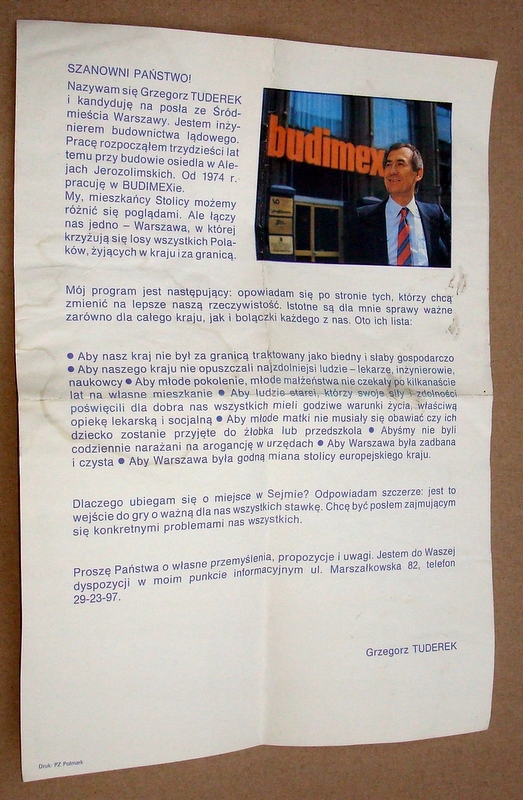 SZANOWNI PAŃSTWO!
Nazywam się Grzegorz TUDEREK
i kandyduję na posła ze Śród-
mieścia Warszawy. Jestem inży-
nierem budownictwa lądowego.
Pracę rozpocząłem trzydzieści lat
temu przy budowie osiedla w Ale-
jach Jerozolimskich. Od 1974 r.
pracuję w BUDIMEXie.
My, mieszkańcy Stolicy możemy
różnić się poglądami. Ale łączy
nas jedno – Warszawa, w której
krzyżują się losy wszystkich Pola-
ków, żyjących w kraju i za granicą.
budimex
Mój program jest następujący: opowiadam się po stronie tych, którzy chcą
zmienić na lepsze naszą rzeczywistość. Istotne są dla mnie sprawy ważne
zarówno dla całego kraju, jak i bolączki każdego z nas. Oto ich lista:
● Aby nasz kraj nie był za granicą traktowany jako biedny i słaby gospodarczo
● Aby naszego kraju nie opuszczali najzdolniejsi ludzie – lekarze, inżynierowie,
naukowcy ● Aby młode pokolenie, młode małżeństwa nie czekały po kilkanaście
lat na własne mieszkanie ● Aby ludzie starsi, którzy swoje siły i zdolności
poświęcili dla dobra nas wszystkich mieli godziwe warunki życia, właściwą
opiekę lekarską i socjalną ● Aby młode matki nie musiały się obawiać czy ich
dziecko zostanie przyjęte do żłobka lub przedszkola ● Abyśmy nie byli
codziennie narażani na arogancję w urzędach ● Aby Warszawa była zadbana
i czysta ● Aby Warszawa była godną miana stolicy europejskiego kraju.
Dlaczego ubiegam się o miejsce w Sejmie? Odpowiadam szczerze: jest to
wejście do gry o ważną dla nas wszystkich stawkę. Chcę być posłem zajmującym
się konkretnymi problemami nas wszystkich.
Proszę Państwa o własne przemyślenia, propozycje i uwagi. Jestem do Waszej
dyspozycji w moim punkcie informacyjnym ul. Marszałkowska 82, telefon
29-23-97.
Grzegorz TUDEREK
Druk: PZ Polmark